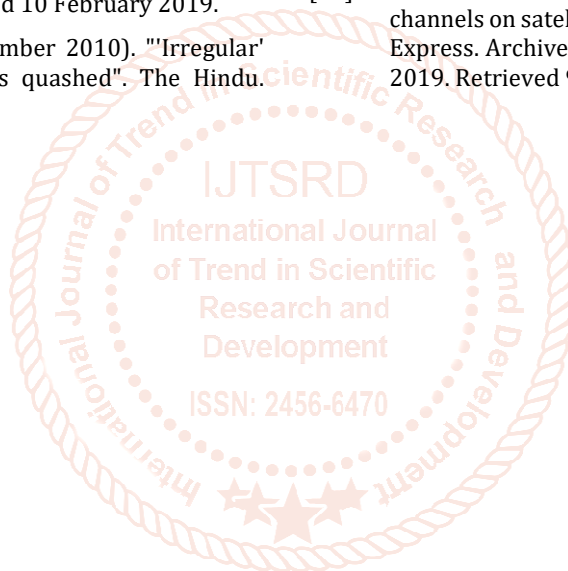 d 10 February 2019.
mber 2010). "'Irregular'
s quashed". The Hindu.
channels on satel
Express. Archive
2019. Retrieved
International Journal of Trend in Scientific Research and Development
IJTSRD
International Journal
of Trend in Scientific
Research and
Development
ISSN: 2456-6470